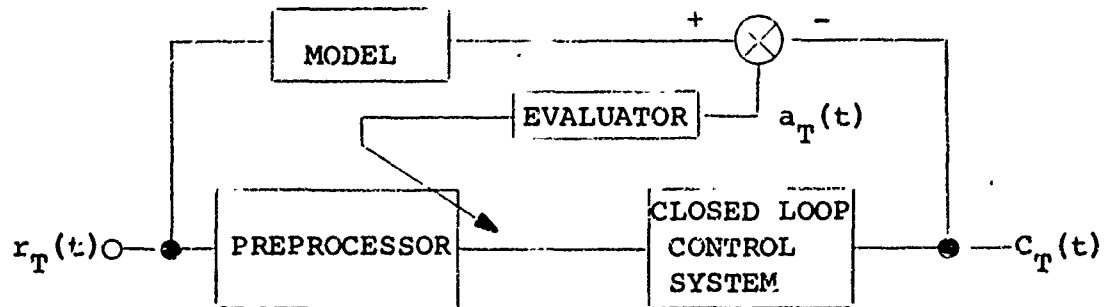 + -
MODEL
EVALUATOR a_T(t)
r_T(t) PREPROCESSOR CLOSED LOOP
CONTROL
SYSTEM
C_T(t)